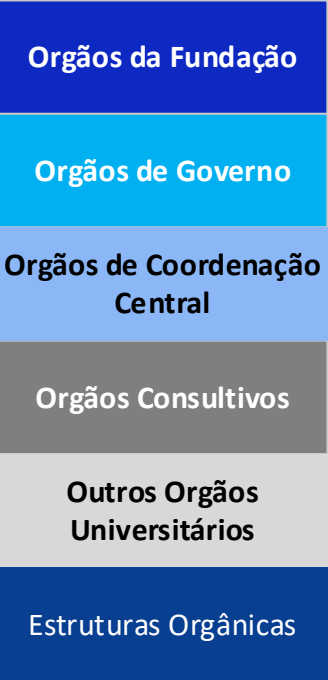 Orgãos da Fundação
Orgãos de Governo
Orgãos de Coordenação
Central
Orgãos Consultivos
Outros Orgãos
Universitários
Estruturas Orgânicas